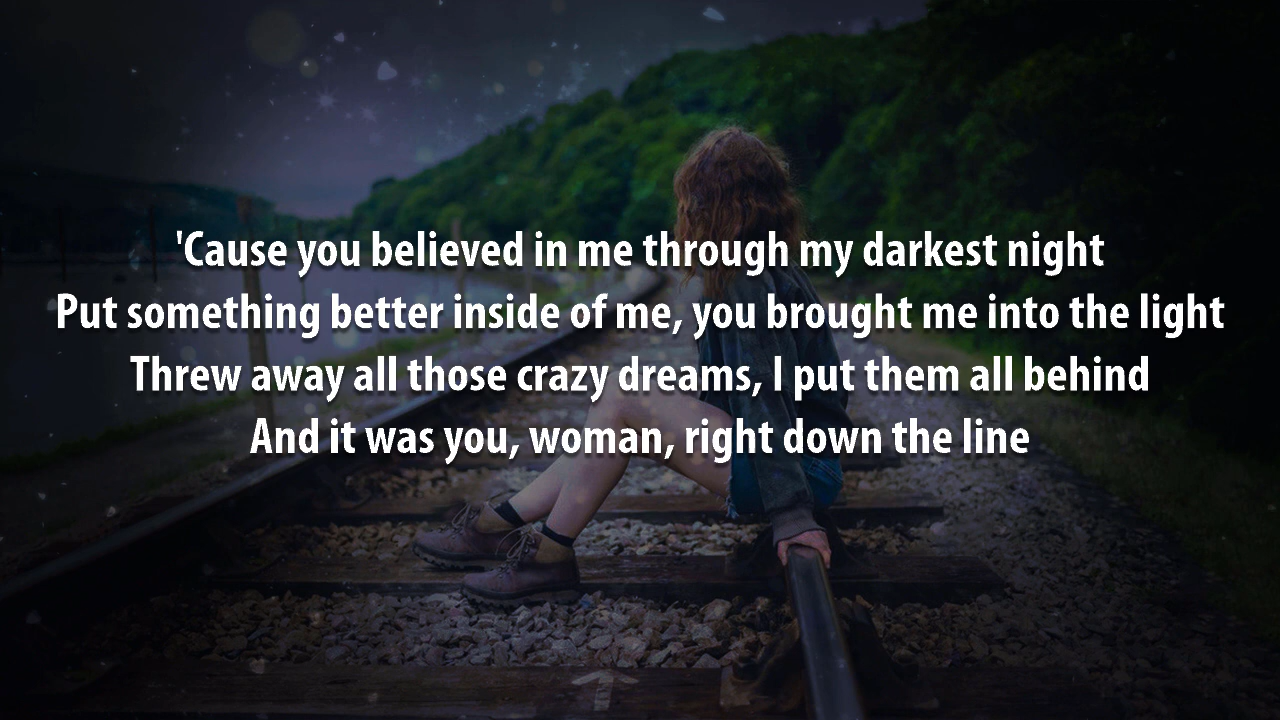 'Cause you believed in me through my darkest night
Put something better inside of me, you brought me into the light
Threw away all those crazy dreams, I put them all behind
And it was you, woman, right down the line